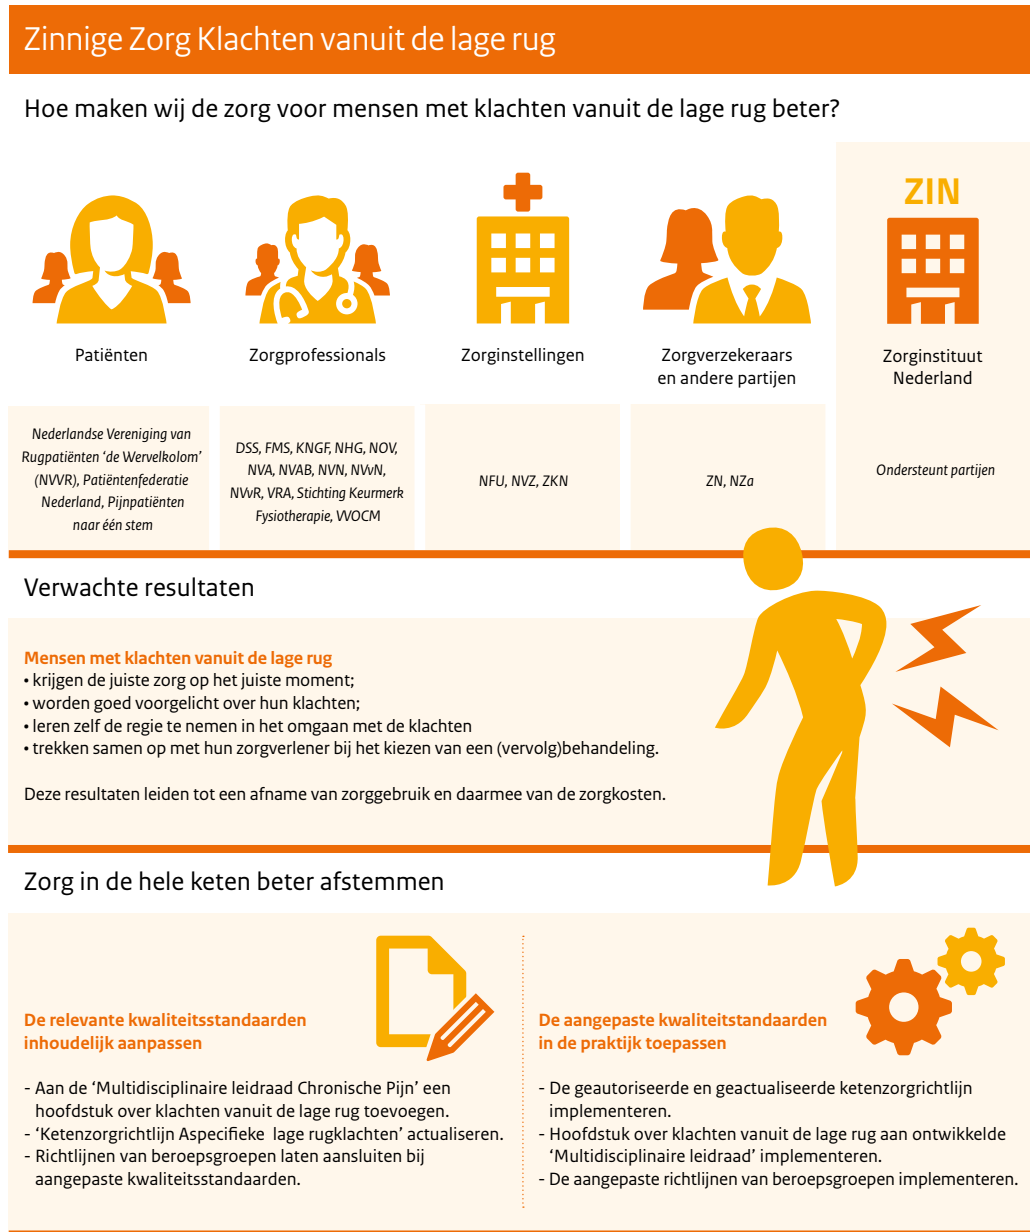 Zinnige Zorg Klachten vanuit de lage rug
Hoe maken wij de zorg voor mensen met klachten vanuit de lage rug beter?
ZIN
Patiënten
Zorgprofessionals
Zorginstellingen
Zorgverzekeraars
en andere partijen
Zorginstituut
Nederland
Nederlandse Vereniging van
Rugpatiënten ‘de Wervelkolom’
(NVVR), Patiëntenfederatie
Nederland, Pijnpatiënten
naar één stem
DSS, FMS, KNGF, NHG, NOV,
NVA, NVAB, NVN, NVvN,
NVvR, VRA, Stichting Keurmerk
Fysiotherapie, VVOCM
NFU, NVZ, ZKN
ZN, NZa
Ondersteunt partijen
Verwachte resultaten
Mensen met klachten vanuit de lage rug
• krijgen de juiste zorg op het juiste moment;
• worden goed voorgelicht over hun klachten;
• leren zelf de regie te nemen in het omgaan met de klachten
• trekken samen op met hun zorgverlener bij het kiezen van een (vervolg)behandeling.
Deze resultaten leiden tot een afname van zorggebruik en daarmee van de zorgkosten.
Zorg in de hele keten beter afstemmen
De relevante kwaliteitsstandaarden
inhoudelijk aanpassen
- Aan de ‘Multidisciplinaire leidraad Chronische Pijn’ een
hoofdstuk over klachten vanuit de lage rug toevoegen.
- ‘Ketenzorgrichtlijn Aspecifieke lage rugklachten’ actualiseren.
- Richtlijnen van beroepsgroepen laten aansluiten bij
aangepaste kwaliteitsstandaarden.
De aangepaste kwaliteitstandaarden
in de praktijk toepassen
- De geautoriseerde en geactualiseerde ketenzorgrichtlijn
implementeren.
- Hoofdstuk over klachten vanuit de lage rug aan ontwikkelde
‘Multidisciplinaire leidraad’ implementeren.
- De aangepaste richtlijnen van beroepsgroepen implementeren.